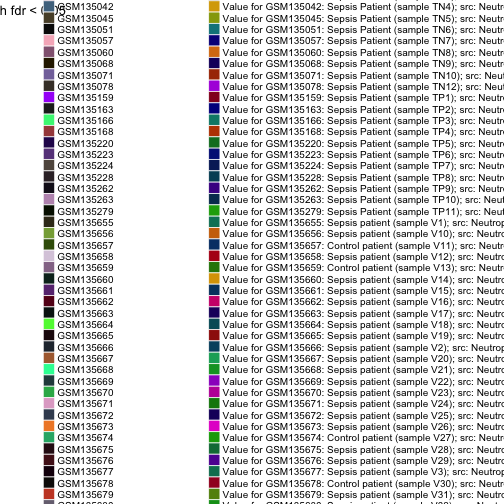 h fdr < 0.05
GSM135042 Value for GSM135042: Sepsis Patient (sample TN4); src: Neutr
GSM135045 Value for GSM135045: Sepsis Patient (sample TN5); src: Neutr
GSM135051 Value for GSM135051: Sepsis Patient (sample TN6); src: Neutr
GSM135057 Value for GSM135057: Sepsis Patient (sample TN7); src: Neutr
GSM135060 Value for GSM135060: Sepsis Patient (sample TN8); src: Neutr
GSM135068 Value for GSM135068: Sepsis Patient (sample TN9); src: Neutr
GSM135071 Value for GSM135071: Sepsis Patient (sample TN10); src: Neut
GSM135078 Value for GSM135078: Sepsis Patient (sample TN12); src: Neut
GSM135159 Value for GSM135159: Sepsis Patient (sample TP1); src: Neutr
GSM135163 Value for GSM135163: Sepsis Patient (sample TP2); src: Neutr
GSM135166 Value for GSM135166: Sepsis Patient (sample TP3); src: Neutr
GSM135168 Value for GSM135168: Sepsis Patient (sample TP4); src: Neutr
GSM135220 Value for GSM135220: Sepsis Patient (sample TP5); src: Neutr
GSM135223 Value for GSM135223: Sepsis Patient (sample TP6); src: Neutr
GSM135224 Value for GSM135224: Sepsis Patient (sample TP7); src: Neutr
GSM135228 Value for GSM135228: Sepsis Patient (sample TP8); src: Neutr
GSM135262 Value for GSM135262: Sepsis Patient (sample TP9); src: Neutr
GSM135263 Value for GSM135263: Sepsis Patient (sample TP10); src: Neut
GSM135279 Value for GSM135279: Sepsis Patient (sample TP11); src: Neut
GSM135655 Value for GSM135655: Sepsis patient (sample V1); src: Neutrop
GSM135656 Value for GSM135656: Sepsis patient (sample V10); src: Neutro
GSM135657 Value for GSM135657: Control patient (sample V11); src: Neutr
GSM135658 Value for GSM135658: Sepsis patient (sample V12); src: Neutro
GSM135659 Value for GSM135659: Control patient (sample V13); src: Neutr
GSM135660 Value for GSM135660: Sepsis patient (sample V14); src: Neutro
GSM135661 Value for GSM135661: Sepsis patient (sample V15); src: Neutro
GSM135662 Value for GSM135662: Sepsis patient (sample V16); src: Neutro
GSM135663 Value for GSM135663: Sepsis patient (sample V17); src: Neutro
GSM135664 Value for GSM135664: Sepsis patient (sample V18); src: Neutro
GSM135665 Value for GSM135665: Sepsis patient (sample V19); src: Neutro
GSM135666 Value for GSM135666: Sepsis patient (sample V2); src: Neutrop
GSM135667 Value for GSM135667: Sepsis patient (sample V20); src: Neutro
GSM135668 Value for GSM135668: Sepsis patient (sample V21); src: Neutro
GSM135669 Value for GSM135669: Sepsis patient (sample V22); src: Neutro
GSM135670 Value for GSM135670: Sepsis patient (sample V23); src: Neutro
GSM135671 Value for GSM135671: Sepsis patient (sample V24); src: Neutro
GSM135672 Value for GSM135672: Sepsis patient (sample V25); src: Neutro
GSM135673 Value for GSM135673: Sepsis patient (sample V26); src: Neutro
GSM135674 Value for GSM135674: Control patient (sample V27); src: Neutr
GSM135675 Value for GSM135675: Sepsis patient (sample V28); src: Neutro
GSM135676 Value for GSM135676: Sepsis patient (sample V29); src: Neutro
GSM135677 Value for GSM135677: Sepsis patient (sample V3); src: Neutrop
GSM135678 Value for GSM135678: Control patient (sample V30); src: Neutr
GSM135679 Value for GSM135679: Sepsis patient (sample V31); src: Neutro